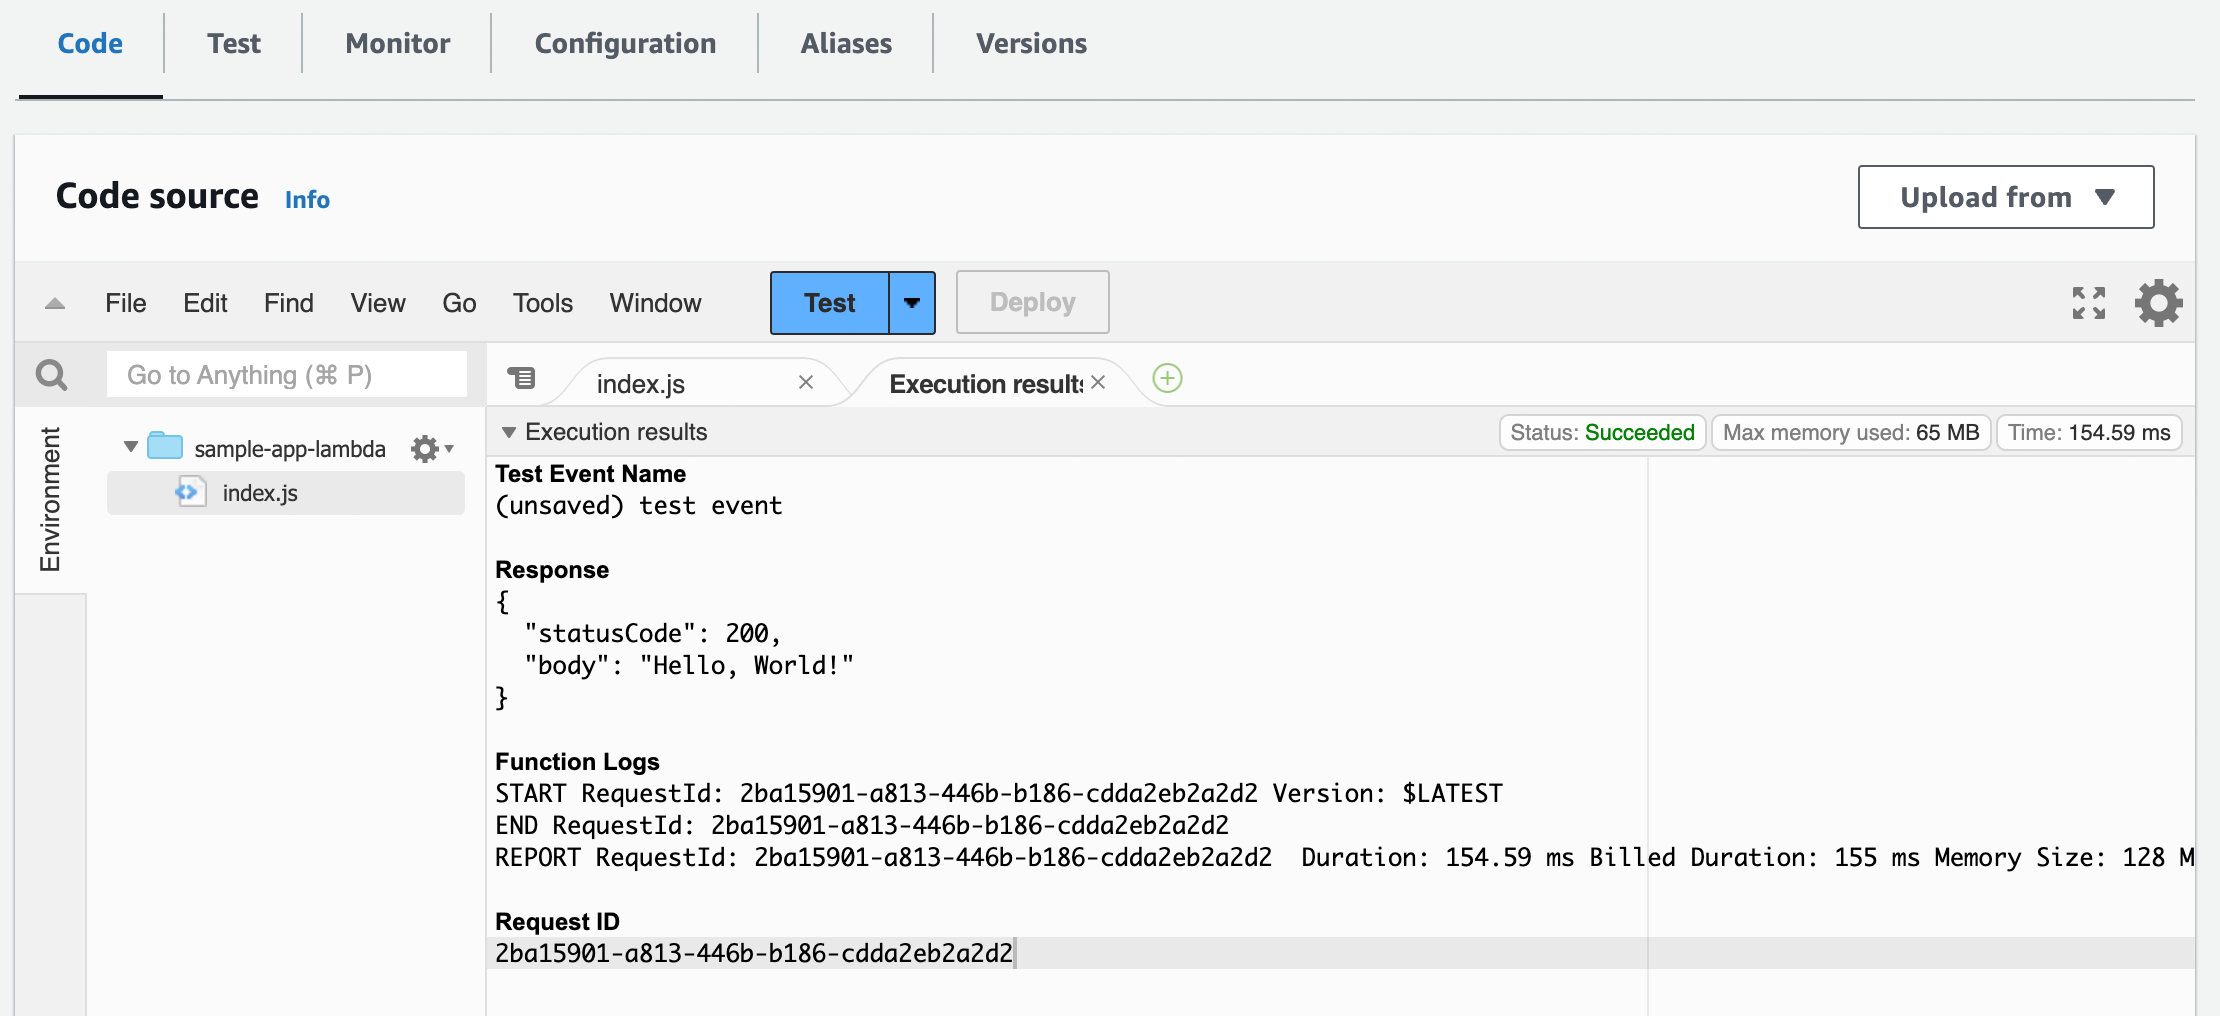 Code Test Monitor Configuration Aliases Versions
Code source Info Upload from
File Edit Find View Go Tools Window Test Deploy
Go to Anything (⌘ P) index.js Execution results
Execution results Status: Succeeded Max memory used: 65 MB Time: 154.59 ms
Environment
sample-app-lambda
index.js
Test Event Name
(unsaved) test event
Response
{
"statusCode": 200,
"body": "Hello, World!"
}
Function Logs
START RequestId: 2ba15901-a813-446b-b186-cdda2eb2a2d2 Version: $LATEST
END RequestId: 2ba15901-a813-446b-b186-cdda2eb2a2d2
REPORT RequestId: 2ba15901-a813-446b-b186-cdda2eb2a2d2 Duration: 154.59 ms Billed Duration: 155 ms Memory Size: 128 M
Request ID
2ba15901-a813-446b-b186-cdda2eb2a2d2